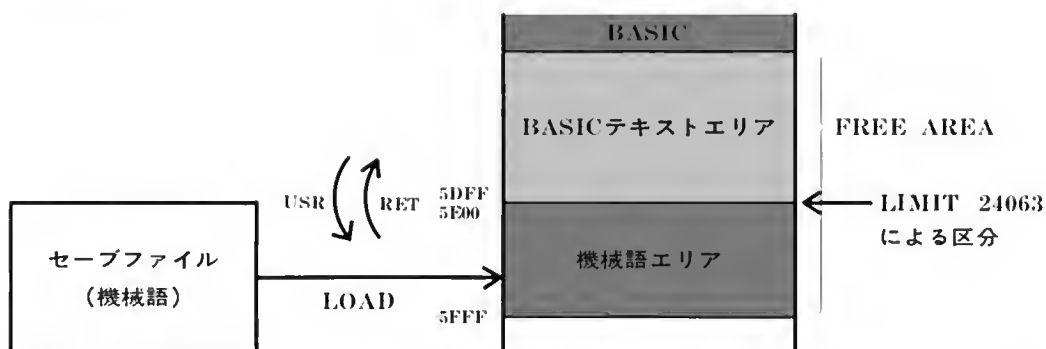 BASIC
BASICテキストエリア
FREE AREA
USR
RET
5DFF
5E00
LIMIT 24063
による区分
セーブファイル
(機械語)
機械語エリア
LOAD
5FFF